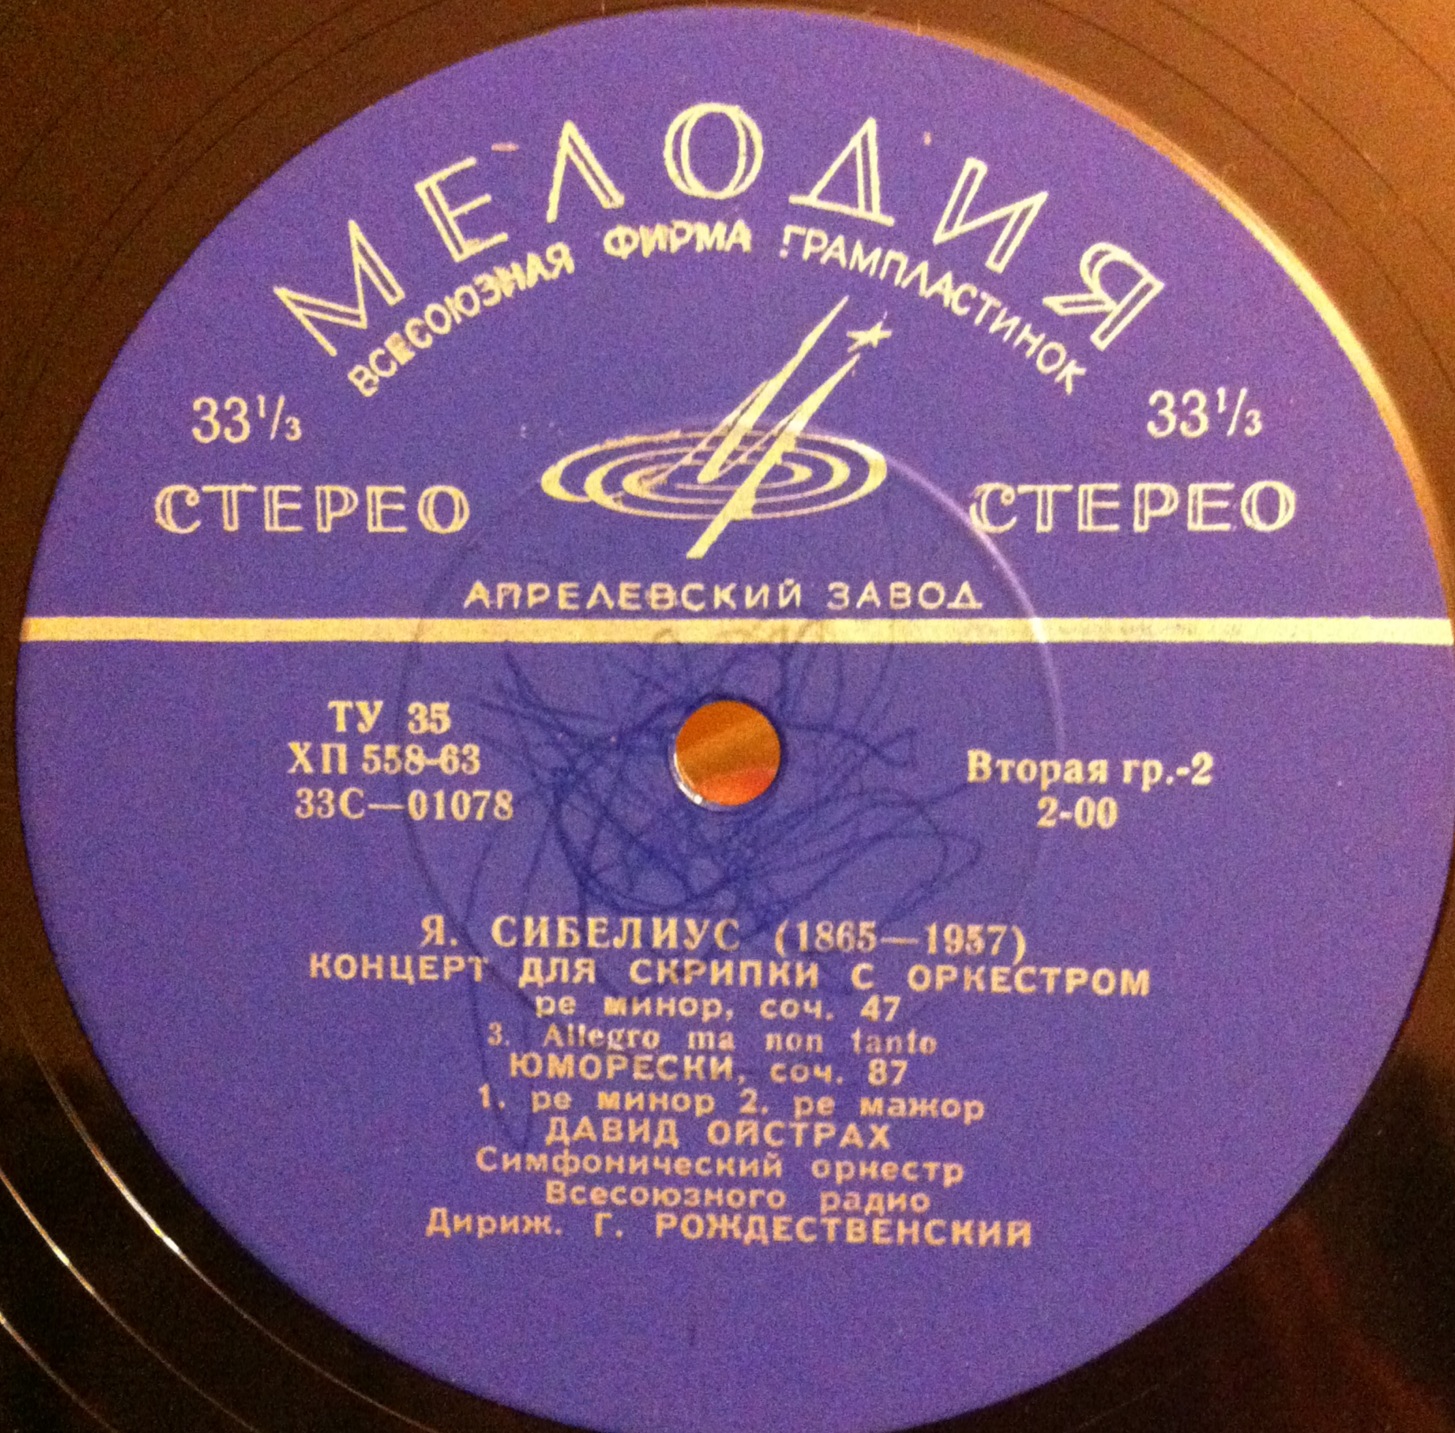 МЕЛОДИЯ
ВСЕСОЮЗНАЯ ФИРМА ГРАМПЛАСТИНОК
33⅓ 33⅓
СТЕРЕО СТЕРЕО
АПРЕЛЕВСКИЙ ЗАВОД
ТУ 35
ХП 558-63
33С—01078
Вторая гр.-2
2-00
Я. СИБЕЛИУС (1865—1957)
КОНЦЕРТ ДЛЯ СКРИПКИ С ОРКЕСТРОМ
ре минор, соч. 47
3. Allegro ma non tanto
ЮМОРЕСКИ, соч. 87
1. ре минор 2. ре мажор
ДАВИД ОЙСТРАХ
Симфонический оркестр
Всесоюзного радио
Дириж. Г. РОЖДЕСТВЕНСКИЙ